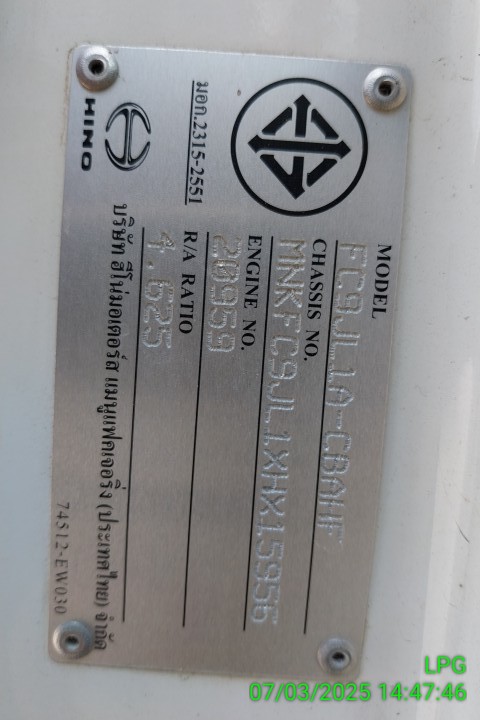 มอก.2315-2551
HINO
MODEL
FC9JL1A-CBAHF
CHASSIS NO.
MNKFC9JL1XHX15956
ENGINE NO.
20959
R/A RATIO
4.625
บริษัท ฮีโน่มอเตอร์ส แมนูแฟคเจอริ่ง (ประเทศไทย) จำกัด
74512-EW030
LPG
07/03/2025 14:47:46